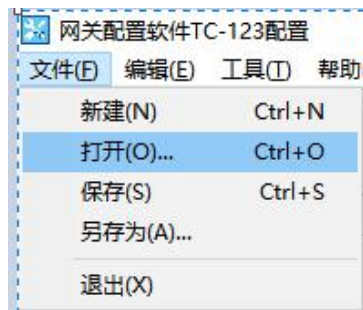 网关配置软件TC-123配置
文件(F) 编辑(E) 工具(T) 帮助
新建(N) Ctrl+N
打开(O)... Ctrl+O
保存(S) Ctrl+S
另存为(A)...
退出(X)